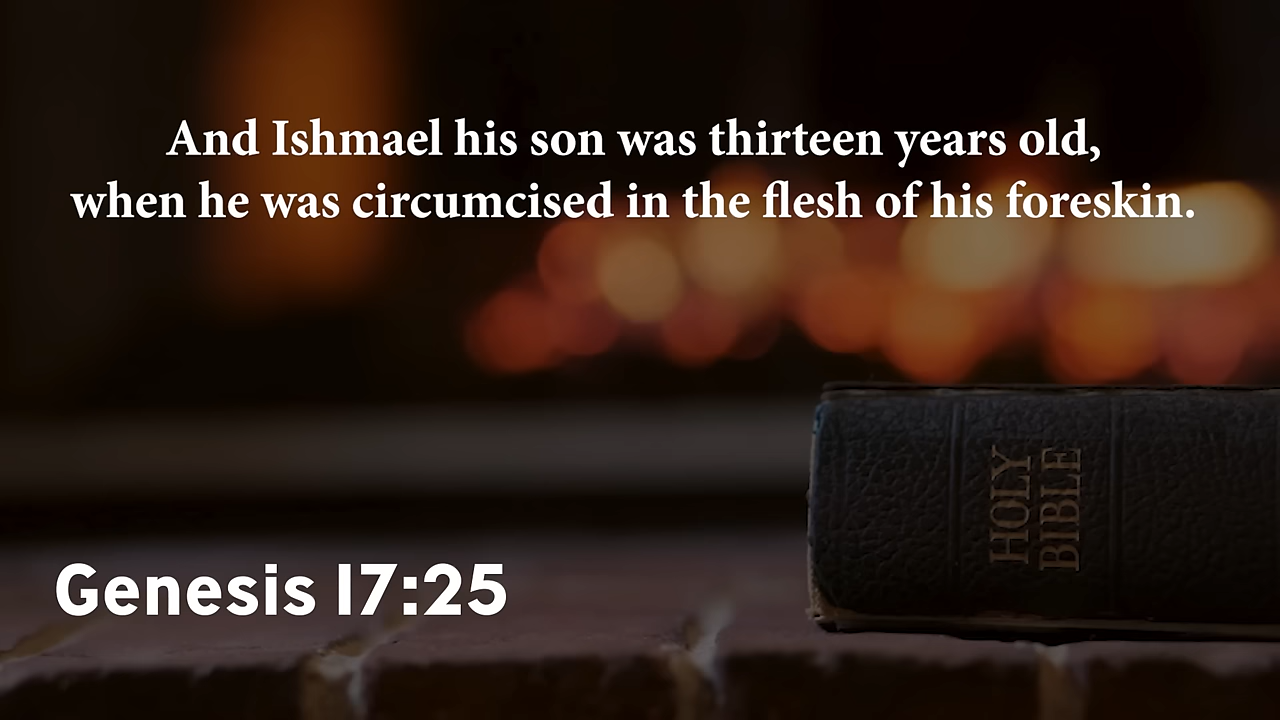 And Ishmael his son was thirteen years old,
when he was circumcised in the flesh of his foreskin.
HOLY
BIBLE
Genesis 17:25